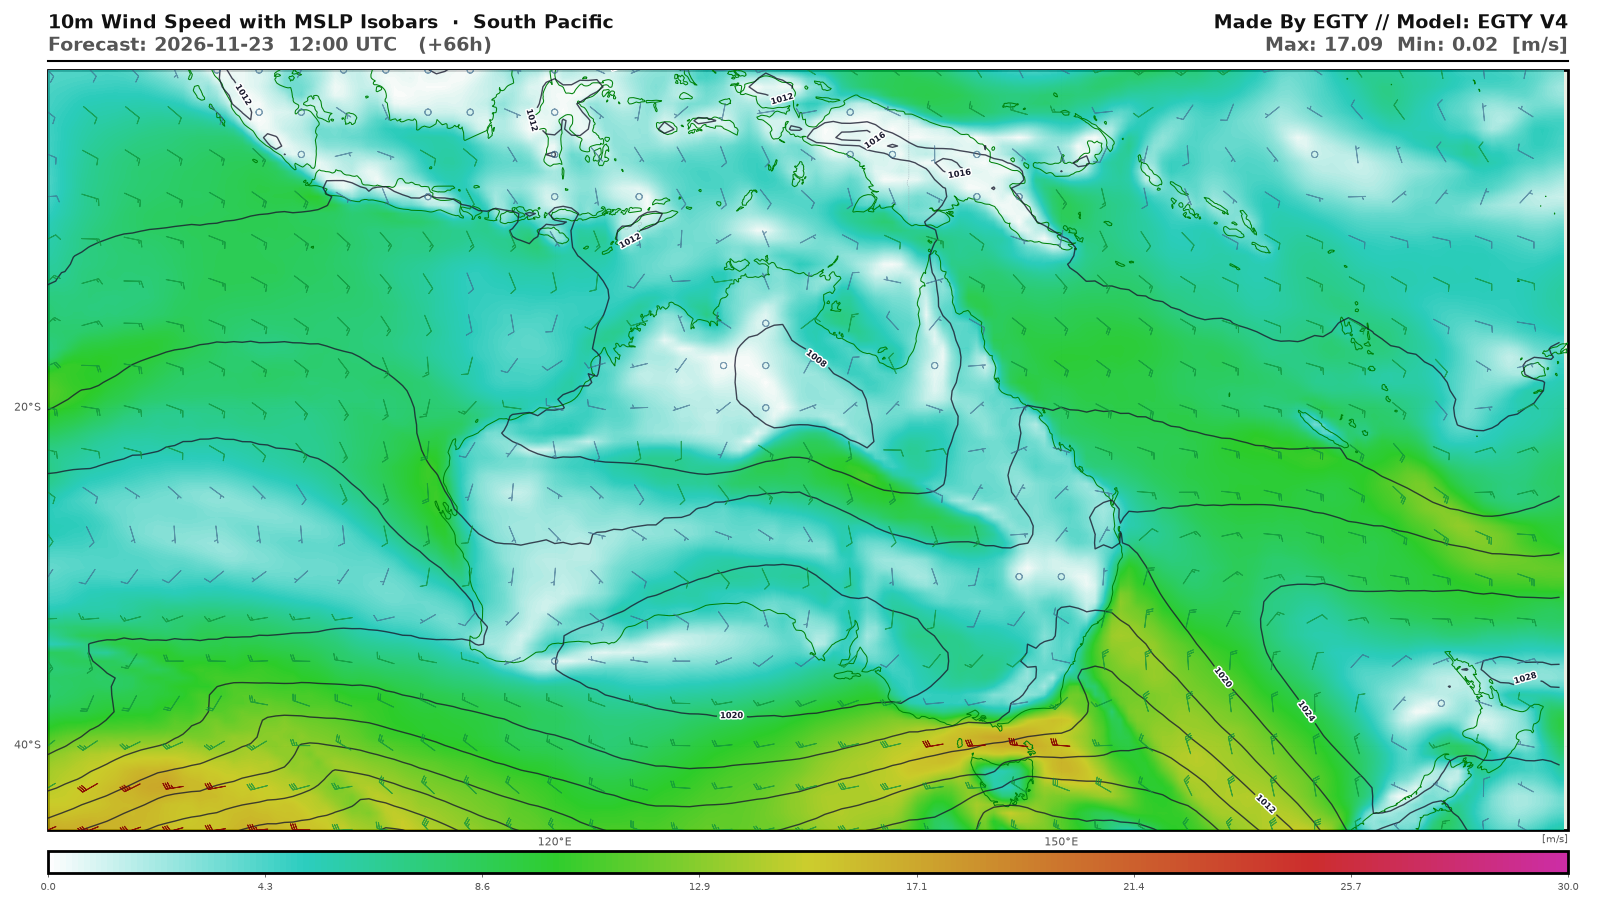 10m Wind Speed with MSLP Isobars · South Pacific
Made By EGTY // Model: EGTY V4
Forecast: 2026-11-23 12:00 UTC (+66h)
Max: 17.09 Min: 0.02 [m/s]
1012
1012
1012
1016
1016
1012
1008
20°S
1020
1028
1024
1020
40°S
1012
120°E
150°E
[m/s]
0.0
4.3
8.6
12.9
17.1
21.4
25.7
30.0